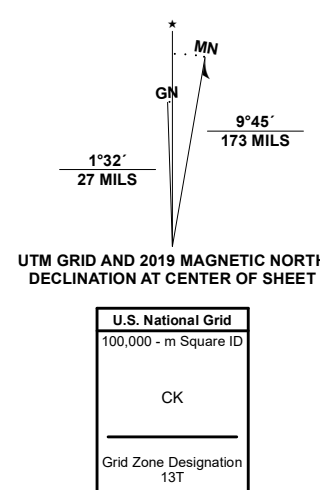 ★
MN
GN
9°45´
173 MILS
1°32´
27 MILS
UTM GRID AND 2019 MAGNETIC NORTH
DECLINATION AT CENTER OF SHEET
U.S. National Grid
100,000 - m Square ID
CK
Grid Zone Designation
13T